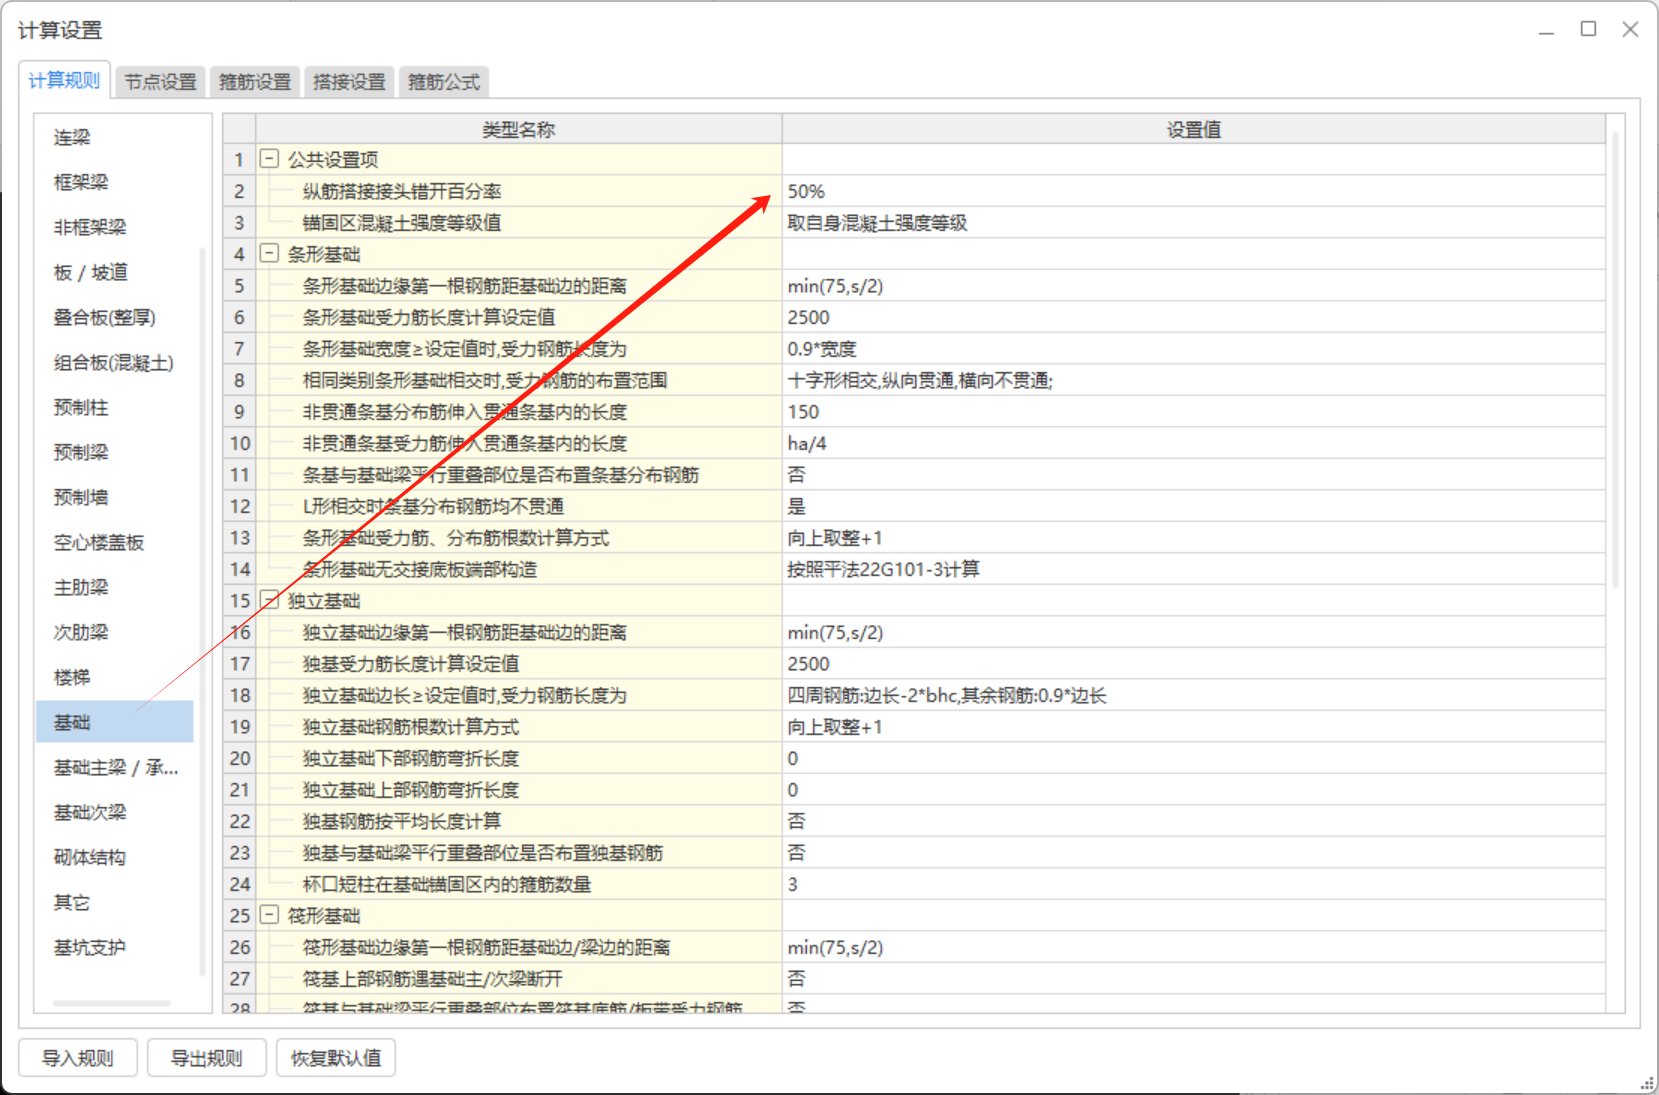 计算设置
计算规则 节点设置 箍筋设置 搭接设置 箍筋公式
连梁
框架梁
非框架梁
板 / 坡道
叠合板(整厚)
组合板(混凝土)
预制柱
预制梁
预制墙
空心楼盖板
主肋梁
次肋梁
楼梯
基础
基础主梁 / 承...
基础次梁
砌体结构
其它
基坑支护
类型名称 设置值
1 公共设置项
2 纵筋搭接接头错开百分率 50%
3 锚固区混凝土强度等级值 取自身混凝土强度等级
4 条形基础
5 条形基础边缘第一根钢筋距基础边的距离 min(75,s/2)
6 条形基础受力筋长度计算设定值 2500
7 条形基础宽度≥设定值时,受力钢筋长度为 0.9*宽度
8 相同类别条形基础相交时,受力钢筋的布置范围 十字形相交,纵向贯通,横向不贯通;
9 非贯通条基分布筋伸入贯通条基内的长度 150
10 非贯通条基受力筋伸入贯通条基内的长度 ha/4
11 条基与基础梁平行重叠部位是否布置条基分布钢筋 否
12 L形相交时条基分布钢筋均不贯通 是
13 条形基础受力筋、分布筋根数计算方式 向上取整+1
14 条形基础无交接底板端部构造 按照平法22G101-3计算
15 独立基础
16 独立基础边缘第一根钢筋距基础边的距离 min(75,s/2)
17 独基受力筋长度计算设定值 2500
18 独立基础边长≥设定值时,受力钢筋长度为 四周钢筋:边长-2*bhc,其余钢筋:0.9*边长
19 独立基础钢筋根数计算方式 向上取整+1
20 独立基础下部钢筋弯折长度 0
21 独立基础上部钢筋弯折长度 0
22 独基钢筋按平均长度计算 否
23 独基与基础梁平行重叠部位是否布置独基钢筋 否
24 杯口短柱在基础锚固区内的箍筋数量 3
25 筏形基础
26 筏形基础边缘第一根钢筋距基础边/梁边的距离 min(75,s/2)
27 筏基上部钢筋遇基础主/次梁断开 否
28 筏基与基础梁平行重叠部位布置筏基底筋/板带受力钢筋 否
导入规则 导出规则 恢复默认值